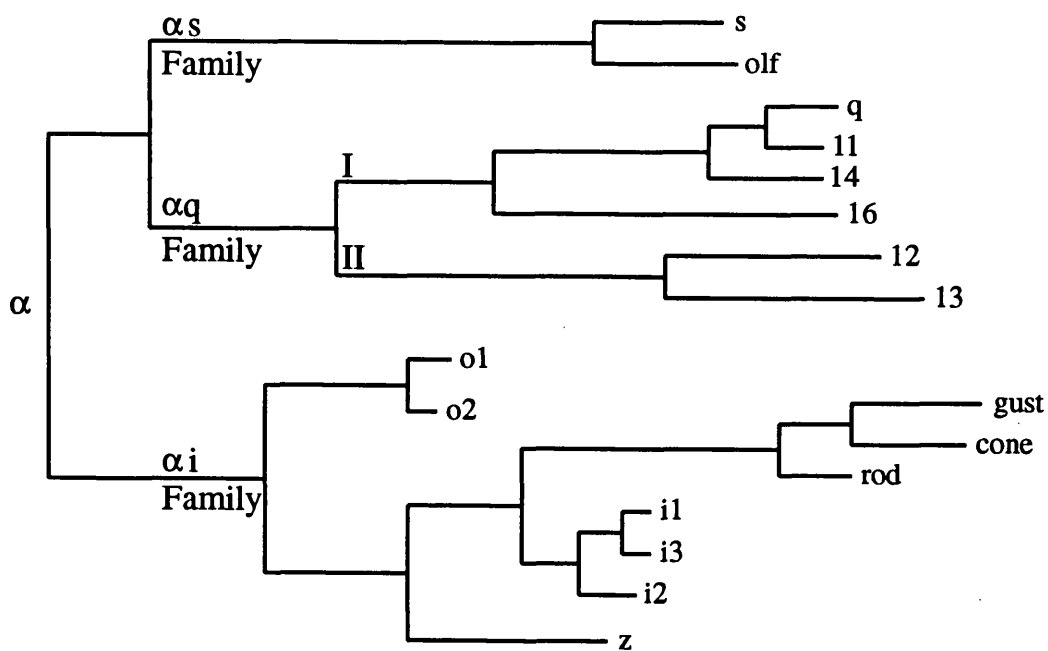 αs
Family
s
olf
q
11
14
16
I
αq
Family
II
12
13
α
o1
o2
gust
cone
rod
αi
Family
i1
i3
i2
z